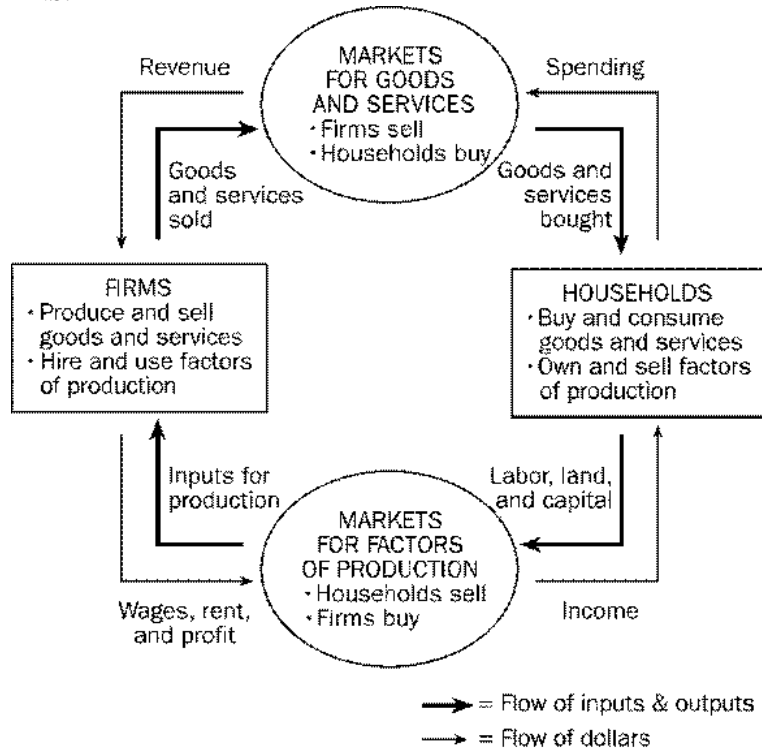 MARKETS
FOR GOODS
AND SERVICES
• Firms sell
• Households buy
Revenue
Spending
Goods
and services
sold
Goods and
services
bought
FIRMS
• Produce and sell
goods and services
• Hire and use factors
of production
HOUSEHOLDS
• Buy and consume
goods and services
• Own and sell factors
of production
Inputs for
production
Labor, land,
and capital
MARKETS
FOR FACTORS
OF PRODUCTION
• Households sell
• Firms buy
Wages, rent,
and profit
Income
= Flow of inputs & outputs
= Flow of dollars